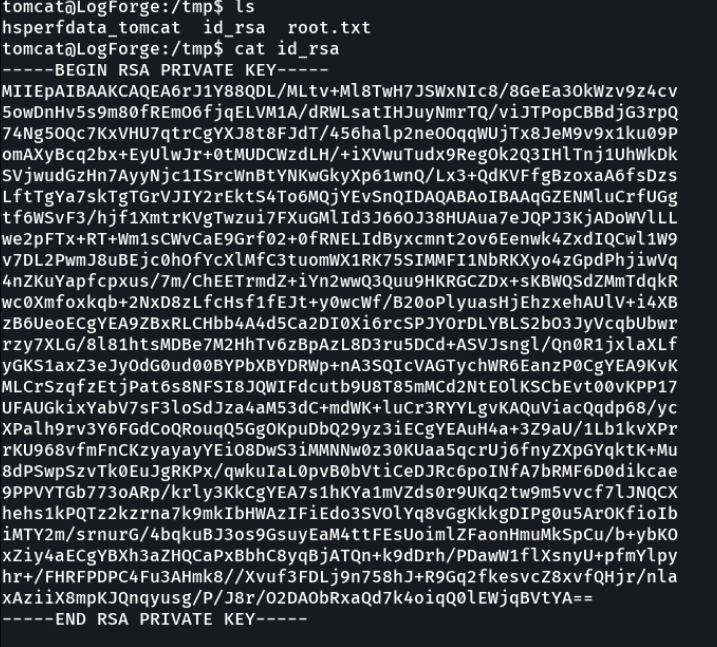 tomcat@LogForge:/tmp$ ls
hsperfdata_tomcat  id_rsa  root.txt
tomcat@LogForge:/tmp$ cat id_rsa
-----BEGIN RSA PRIVATE KEY-----
MIIEpAIBAAKCAQEA6rJ1Y88QDL/MLtv+Ml8TwH7JSWxNIc8/8GeEa3OkWzv9z4cv
5owDnHv5s9m80fREmO6fjqELVM1A/dRWLsatIHJuyNmrTQ/viJTPopCBBdjG3rpQ
74Ng5OQc7KxVHU7qtrCgYXJ8t8FJdT/456halp2neOOqqWUjTx8JeM9v9x1ku09P
omAXyBcq2bx+EyUlwJr+0tMUDCWzdLH/+iXVwuTudx9RegOk2Q3IHlTnj1UhWkDk
SVjwudGzHn7AyyNjc1ISrcWnBtYNKwGkyXp61wnQ/Lx3+QdKVFfgBzoxaA6fsDzs
LftTgYa7skTgTGrVJIY2rEktS4To6MQjYEvSnQIDAQABAoIBAAqGZENMluCrfUGg
tf6WSvF3/hjf1XmtrKVgTwzui7FXuGMlId3J66OJ38HUAua7eJQPJ3KjADoWVlLL
we2pFTx+RT+Wm1sCWvCaE9Grf02+0fRNELIdByxcmnt2ov6Eenwk4ZxdIQCwl1W9
v7DL2PwmJ8uBEjc0hOfYcXlMfC3tuomWX1RK75SIMMFI1NbRKXyo4zGpdPhjiwVq
4nZKuYapfcpxus/7m/ChEETrmdZ+iYn2wwQ3Quu9HKRGCZDx+sKBWQSdZMmTdqkR
wc0Xmfoxkqb+2NxD8zLfcHsf1fEJt+y0wcWf/B20oPlyuasHjEhzxehAUlV+i4XB
zB6UeoECgYEA9ZBxRLCHbb4A4d5Ca2DI0Xi6rcSPJYOrDLYBLS2bO3JyVcqbUbwr
rzy7XLG/8l81htsMDBe7M2HhTv6zBpAzL8D3ru5DCd+ASVJsngl/Qn0R1jxlaXLf
yGKS1axZ3eJyOdG0ud00BYPbXBYDRWp+nA3SQIcVAGTychWR6EanzP0CgYEA9KvK
MLCrSzqfzEtjPat6s8NFSI8JQWIFdcutb9U8T85mMCd2NtEOlKSCbEvt00vKPP17
UFAUGkixYabV7sF3loSdJza4aM53dC+mdWK+luCr3RYYLgvKAQuViacQqdp68/yc
XPalh9rv3Y6FGdCoQRouqQ5GgOKpuDbQ29yz3iECgYEAuH4a+3Z9aU/1Lb1kvXPr
rKU968vfmFnCKzyayayYEiO8DwS3iMMNNw0z30KUaa5qcrUj6fnyZXpGYqktK+Mu
8dPSwpSzvTk0EuJgRKPx/qwkuIaL0pvB0bVtiCeDJRc6poINfA7bRMF6D0dikcae
9PPVYTGb773oARp/krly3KkCgYEA7s1hKYa1mVZds0r9UKq2tw9m5vvcf7lJNQCX
hehs1kPQTz2kzrna7k9mkIbHWAzIFiEdo3SVOlYq8vGgKkkgDIPg0u5ArOKfioIb
iMTY2m/srnurG/4bqkuBJ3os9GsuyEaM4ttFEsUoimlZFaonHmuMkSpCu/b+ybKO
xZiy4aECgYBXh3aZHQCaPxBbhC8yqBjATQn+k9dDrh/PDawW1flXsnyU+pfmYlpy
hr+/FHRFPDPC4Fu3AHmk8//Xvuf3FDLj9n758hJ+R9Gq2fkesvcZ8xvfQHjr/nla
xAziiX8mpKJQnqyusg/P/J8r/O2DAObRxaQd7k4oiqQ0lEWjqBVtYA==
-----END RSA PRIVATE KEY-----